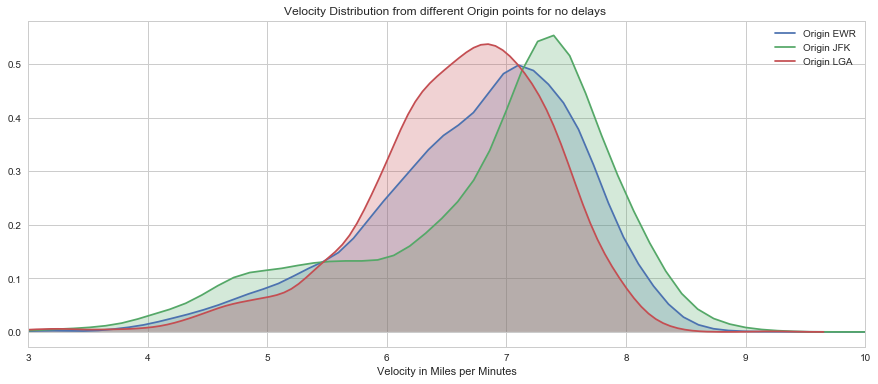 Velocity Distribution from different Origin points for no delays
Origin EWR
Origin JFK
Origin LGA
0.5
0.4
0.3
0.2
0.1
0.0
3 4 5 6 7 8 9 10
Velocity in Miles per Minutes